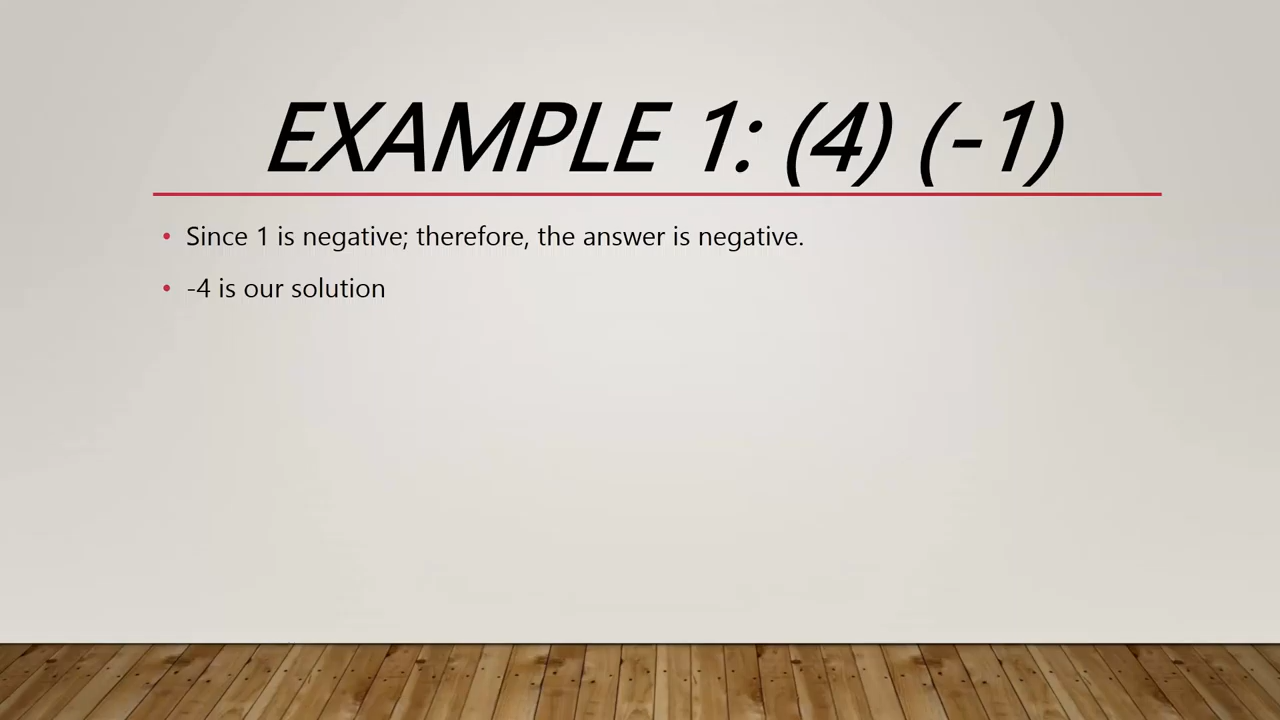 EXAMPLE 1: (4) (-1)
• Since 1 is negative; therefore, the answer is negative.
• -4 is our solution